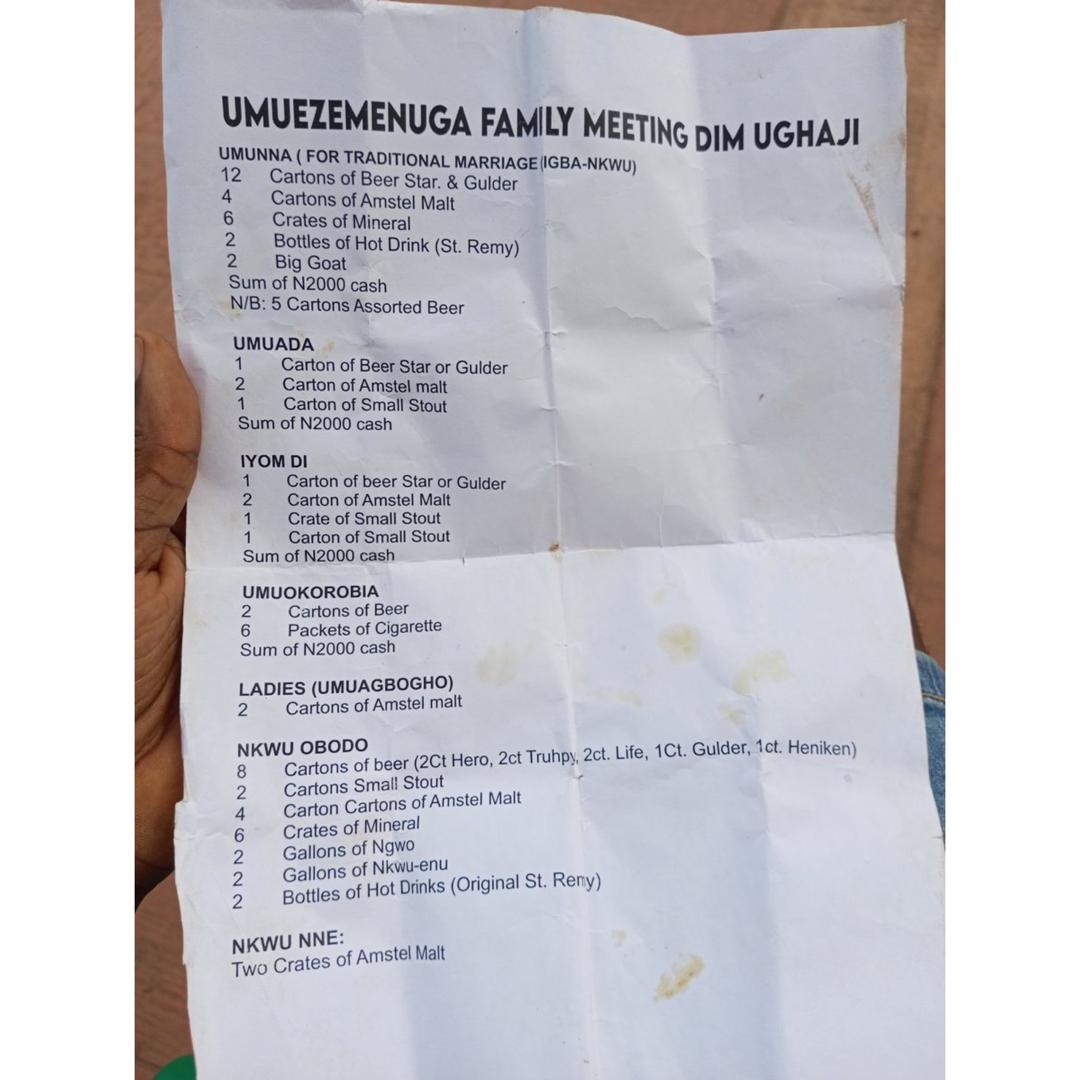 UMUEZEMENUGA FAMILY MEETING DIM UGHAJI
UMUNNA ( FOR TRADITIONAL MARRIAGE (IGBA-NKWU)
12 Cartons of Beer Star. & Gulder
4 Cartons of Amstel Malt
6 Crates of Mineral
2 Bottles of Hot Drink (St. Remy)
2 Big Goat
Sum of N2000 cash
N/B: 5 Cartons Assorted Beer
UMUADA
1 Carton of Beer Star or Gulder
2 Carton of Amstel malt
1 Carton of Small Stout
Sum of N2000 cash
IYOM DI
1 Carton of beer Star or Gulder
2 Carton of Amstel Malt
1 Crate of Small Stout
1 Carton of Small Stout
Sum of N2000 cash
UMUOKOROBIA
2 Cartons of Beer
6 Packets of Cigarette
Sum of N2000 cash
LADIES (UMUAGBOGHO)
2 Cartons of Amstel malt
NKWU OBODO
8 Cartons of beer (2Ct Hero, 2ct Truhpy, 2ct. Life, 1Ct. Gulder, 1ct. Heniken)
2 Cartons Small Stout
4 Carton Cartons of Amstel Malt
6 Crates of Mineral
2 Gallons of Ngwo
2 Gallons of Nkwu-enu
2 Bottles of Hot Drinks (Original St. Remy)
NKWU NNE:
Two Crates of Amstel Malt